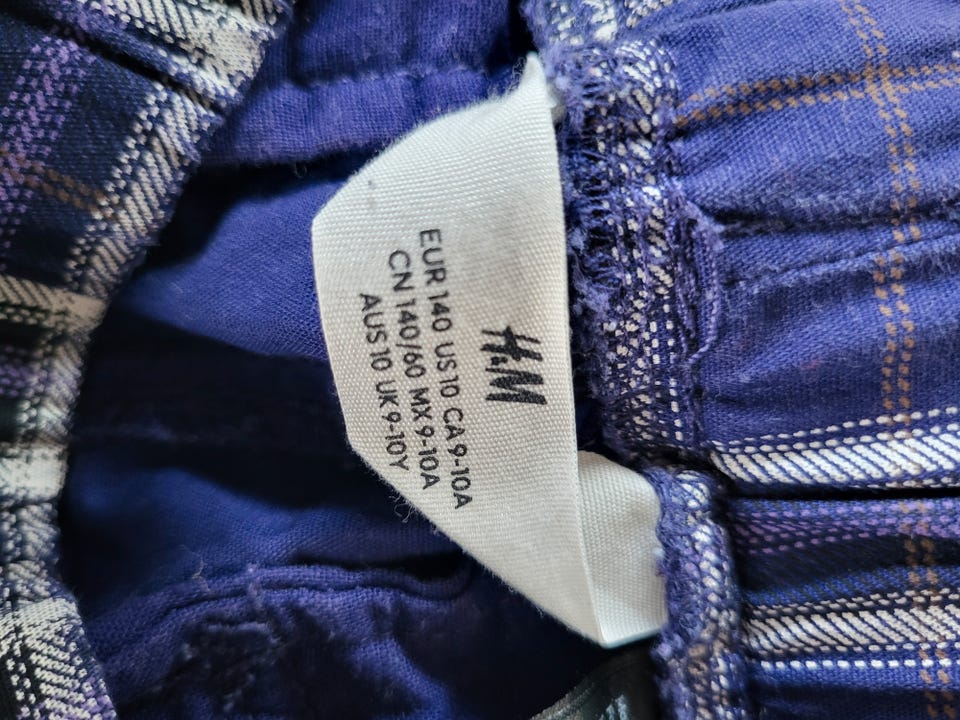 H&M
EUR 140 US 10 CA 9-10A
CN 140/60 MX 9-10A
AUS 10 UK 9-10Y